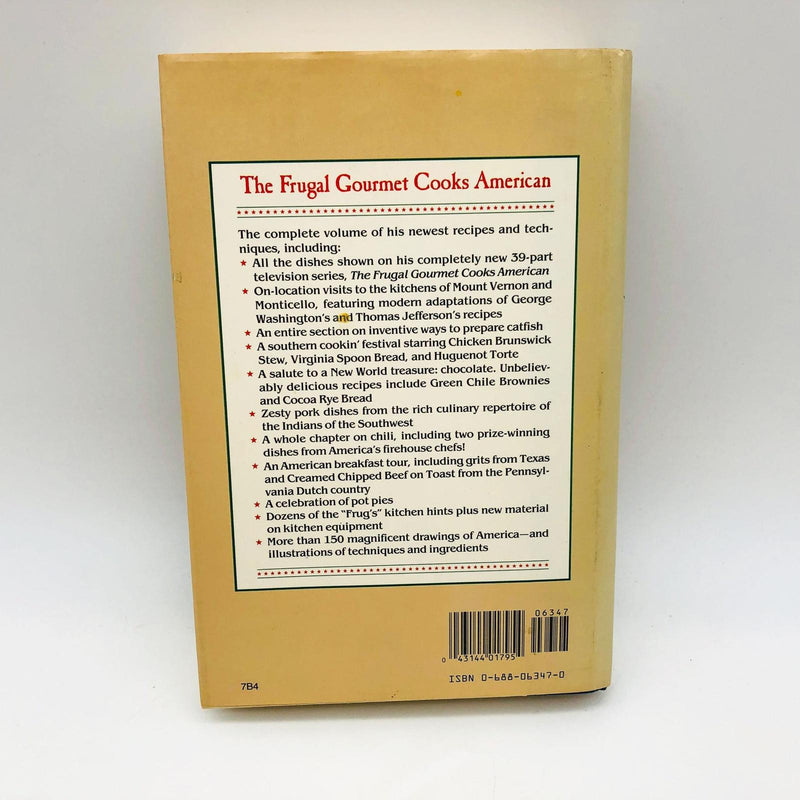 The Frugal Gourmet Cooks American
The complete volume of his newest recipes and tech-
niques, including:
★ All the dishes shown on his completely new 39-part
television series, The Frugal Gourmet Cooks American
★ On-location visits to the kitchens of Mount Vernon and
Monticello, featuring modern adaptations of George
Washington's and Thomas Jefferson's recipes
★ An entire section on inventive ways to prepare catfish
★ A southern cookin' festival starring Chicken Brunswick
Stew, Virginia Spoon Bread, and Huguenot Torte
★ A salute to a New World treasure: chocolate. Unbeliev-
ably delicious recipes include Green Chile Brownies
and Cocoa Rye Bread
★ Zesty pork dishes from the rich culinary repertoire of
the Indians of the Southwest
★ A whole chapter on chili, including two prize-winning
dishes from America's firehouse chefs!
★ An American breakfast tour, including grits from Texas
and Creamed Chipped Beef on Toast from the Pennsyl-
vania Dutch country
★ A celebration of pot pies
★ Dozens of the "Frug's" kitchen hints plus new material
on kitchen equipment
★ More than 150 magnificent drawings of America—and
illustrations of techniques and ingredients
06347
0 43144 01795
ISBN 0-688-06347-0
7B4